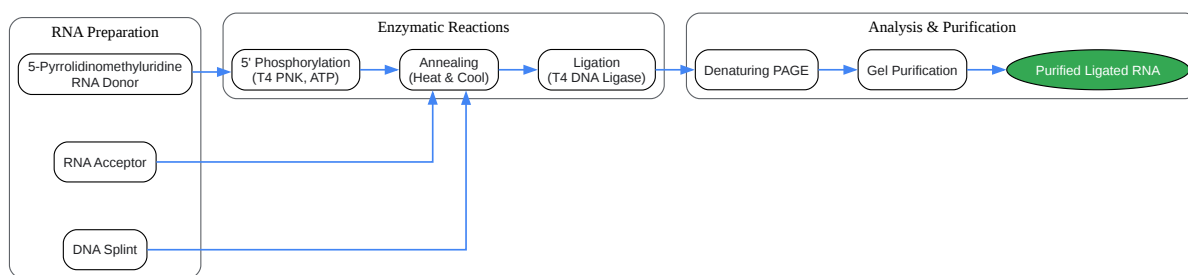 RNA Preparation
5-Pyrrolidinomethyluridine
RNA Donor
RNA Acceptor
DNA Splint
Enzymatic Reactions
5' Phosphorylation
(T4 PNK, ATP)
Annealing
(Heat & Cool)
Ligation
(T4 DNA Ligase)
Analysis & Purification
Denaturing PAGE
Gel Purification
Purified Ligated RNA